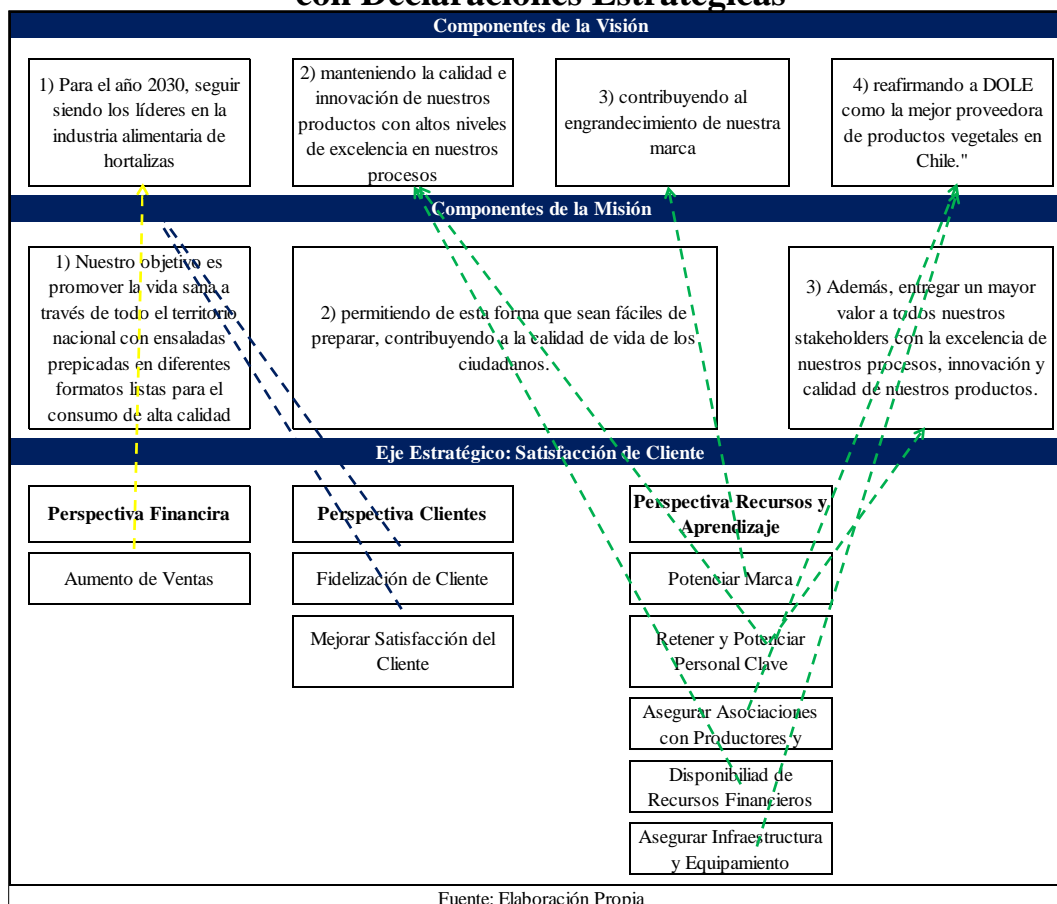 con Declaraciones Estratégicas
Componentes de la Visión
1) Para el año 2030, seguir
siendo los líderes en la
industria alimentaria de
hortalizas
2) manteniendo la calidad e
innovación de nuestros
productos con altos niveles
de excelencia en nuestros
procesos
3) contribuyendo al
engrandecimiento de nuestra
marca
4) reafirmando a DOLE
como la mejor proveedora
de productos vegetales en
Chile."
Componentes de la Misión
1) Nuestro objetivo es
promover la vida sana a
través de todo el territorio
nacional con ensaladas
prepicadas en diferentes
formatos listas para el
consumo de alta calidad
2) permitiendo de esta forma que sean fáciles de
preparar, contribuyendo a la calidad de vida de los
ciudadanos.
3) Además, entregar un mayor
valor a todos nuestros
stakeholders con la excelencia de
nuestros procesos, innovación y
calidad de nuestros productos.
Eje Estratégico: Satisfacción de Cliente
Perspectiva Financira
Aumento de Ventas
Perspectiva Clientes
Fidelización de Cliente
Mejorar Satisfacción del
Cliente
Perspectiva Recursos y
Aprendizaje
Potenciar Marca
Retener y Potenciar
Personal Clave
Asegurar Asociaciones
con Productores y
Disponibiliad de
Recursos Financieros
Asegurar Infraestructura
y Equipamiento
Fuente: Elaboración Propia